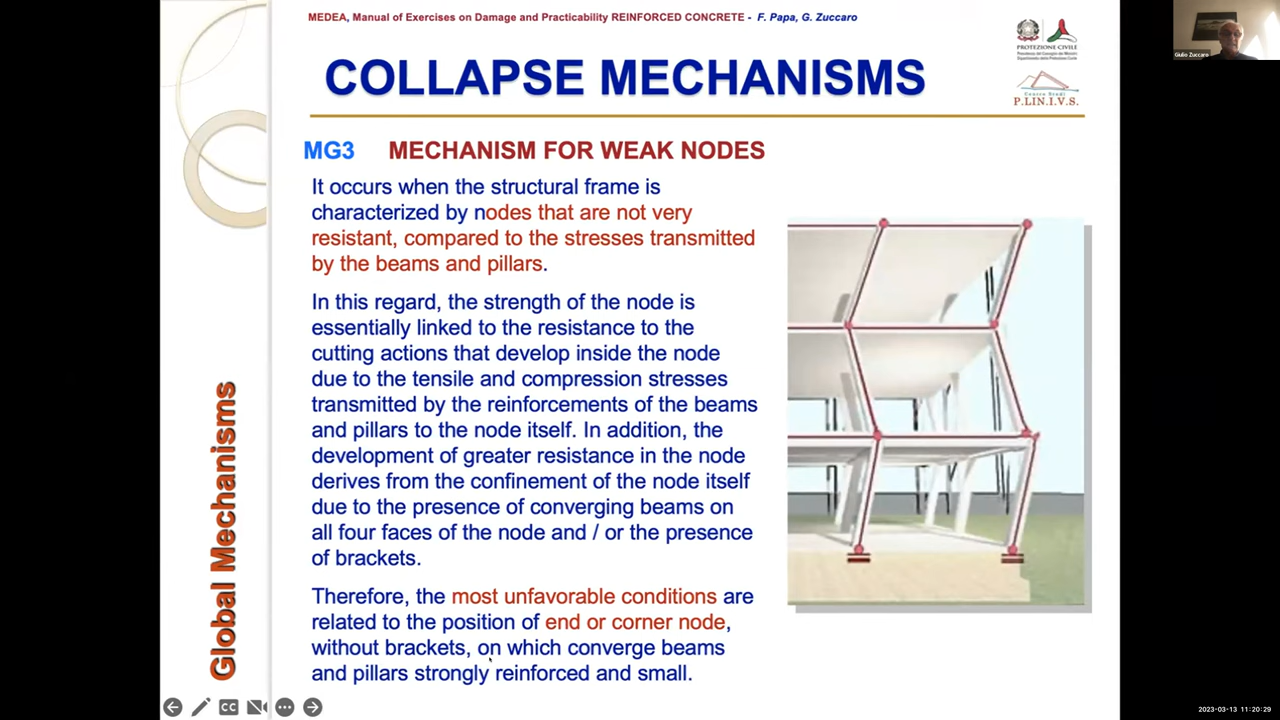 MEDEA, Manual of Exercises on Damage and Practicability REINFORCED CONCRETE - F. Papa, G. Zuccaro
Giulio Zuccaro
PROTEZIONE CIVILE
COLLAPSE MECHANISMS
Centro Studi
P.LIN.I.V.S.
MG3 MECHANISM FOR WEAK NODES
It occurs when the structural frame is
characterized by nodes that are not very
resistant, compared to the stresses transmitted
by the beams and pillars.
In this regard, the strength of the node is
essentially linked to the resistance to the
cutting actions that develop inside the node
due to the tensile and compression stresses
transmitted by the reinforcements of the beams
and pillars to the node itself. In addition, the
development of greater resistance in the node
derives from the confinement of the node itself
due to the presence of converging beams on
all four faces of the node and / or the presence
of brackets.
Therefore, the most unfavorable conditions are
related to the position of end or corner node,
without brackets, on which converge beams
and pillars strongly reinforced and small.
Global Mechanisms
CC
2023-03-13 11:20:29